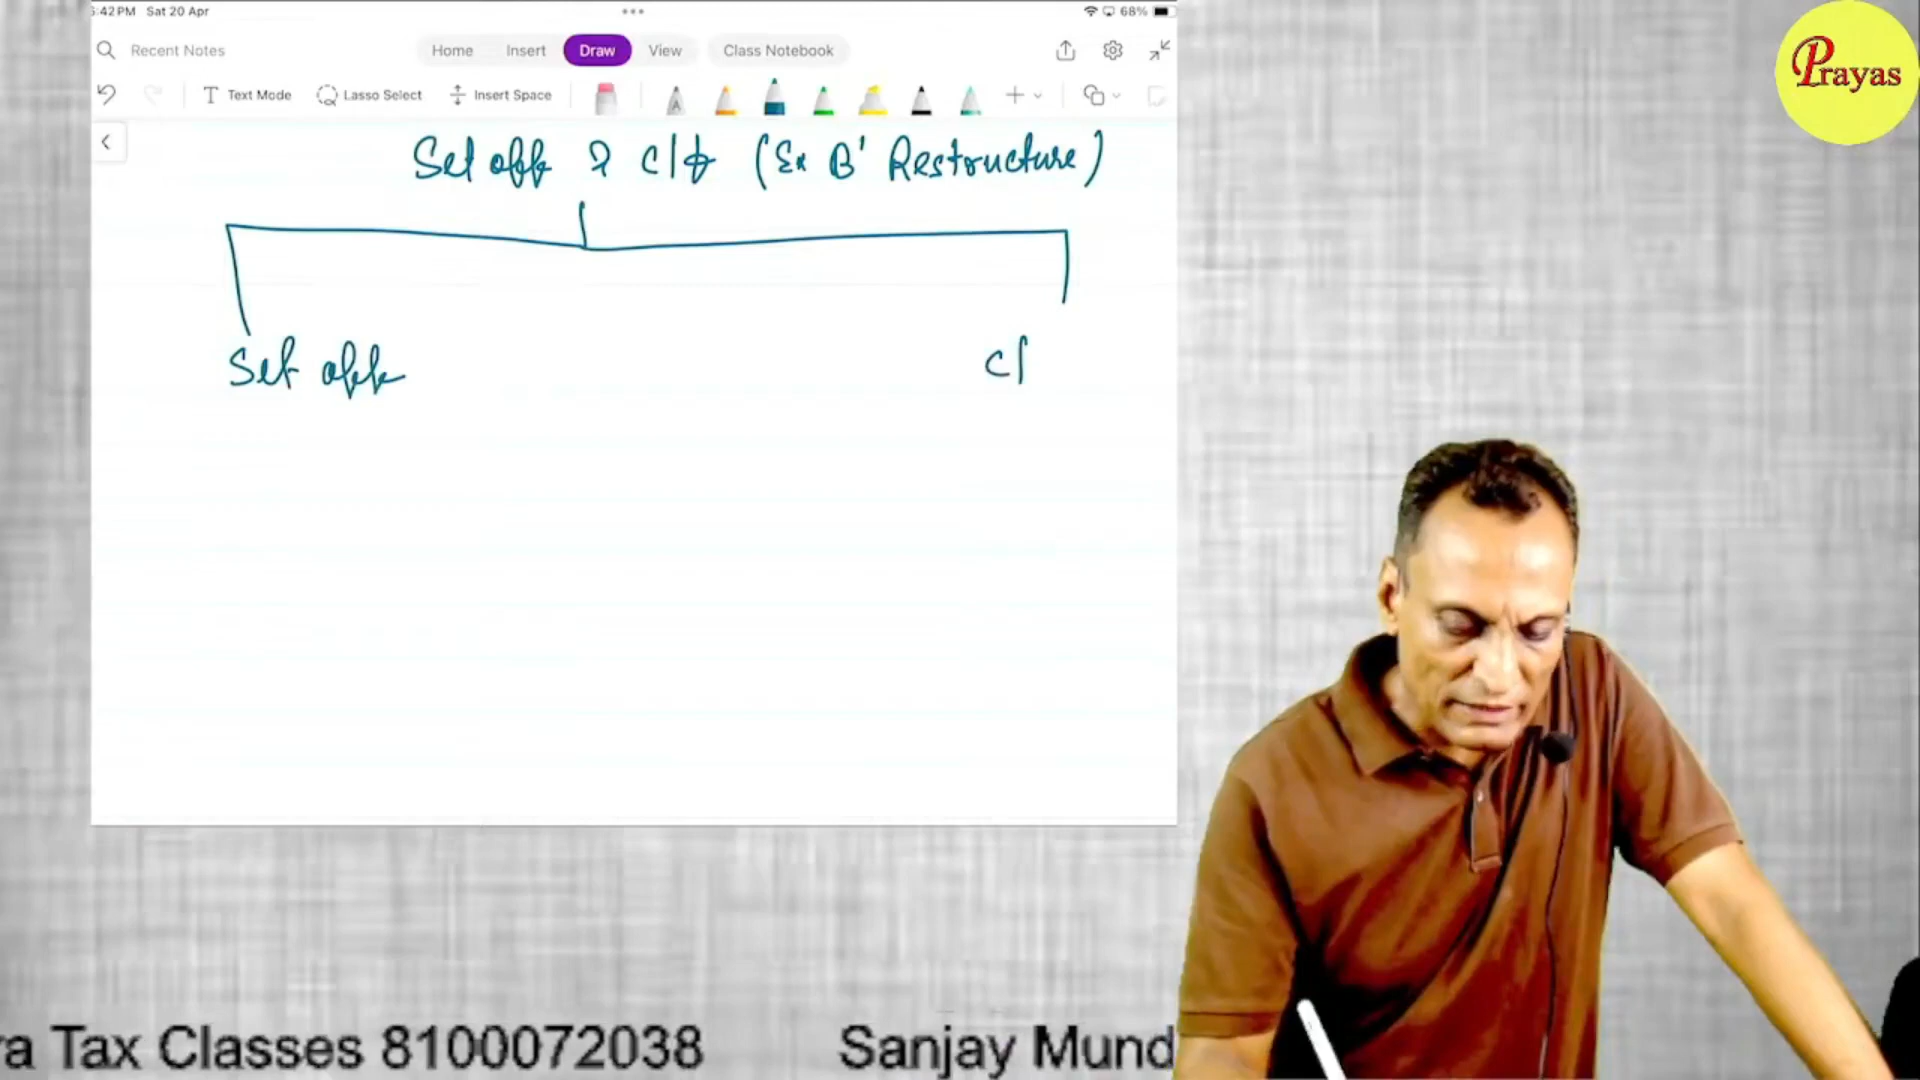 :42 PM Sat 20 Apr
68%
Prayas
Recent Notes
Home Insert Draw View Class Notebook
Text Mode Lasso Select Insert Space
Set off & c/f (Ex B' Restructure)
Set off
c/
ra Tax Classes 8100072038 Sanjay Mund